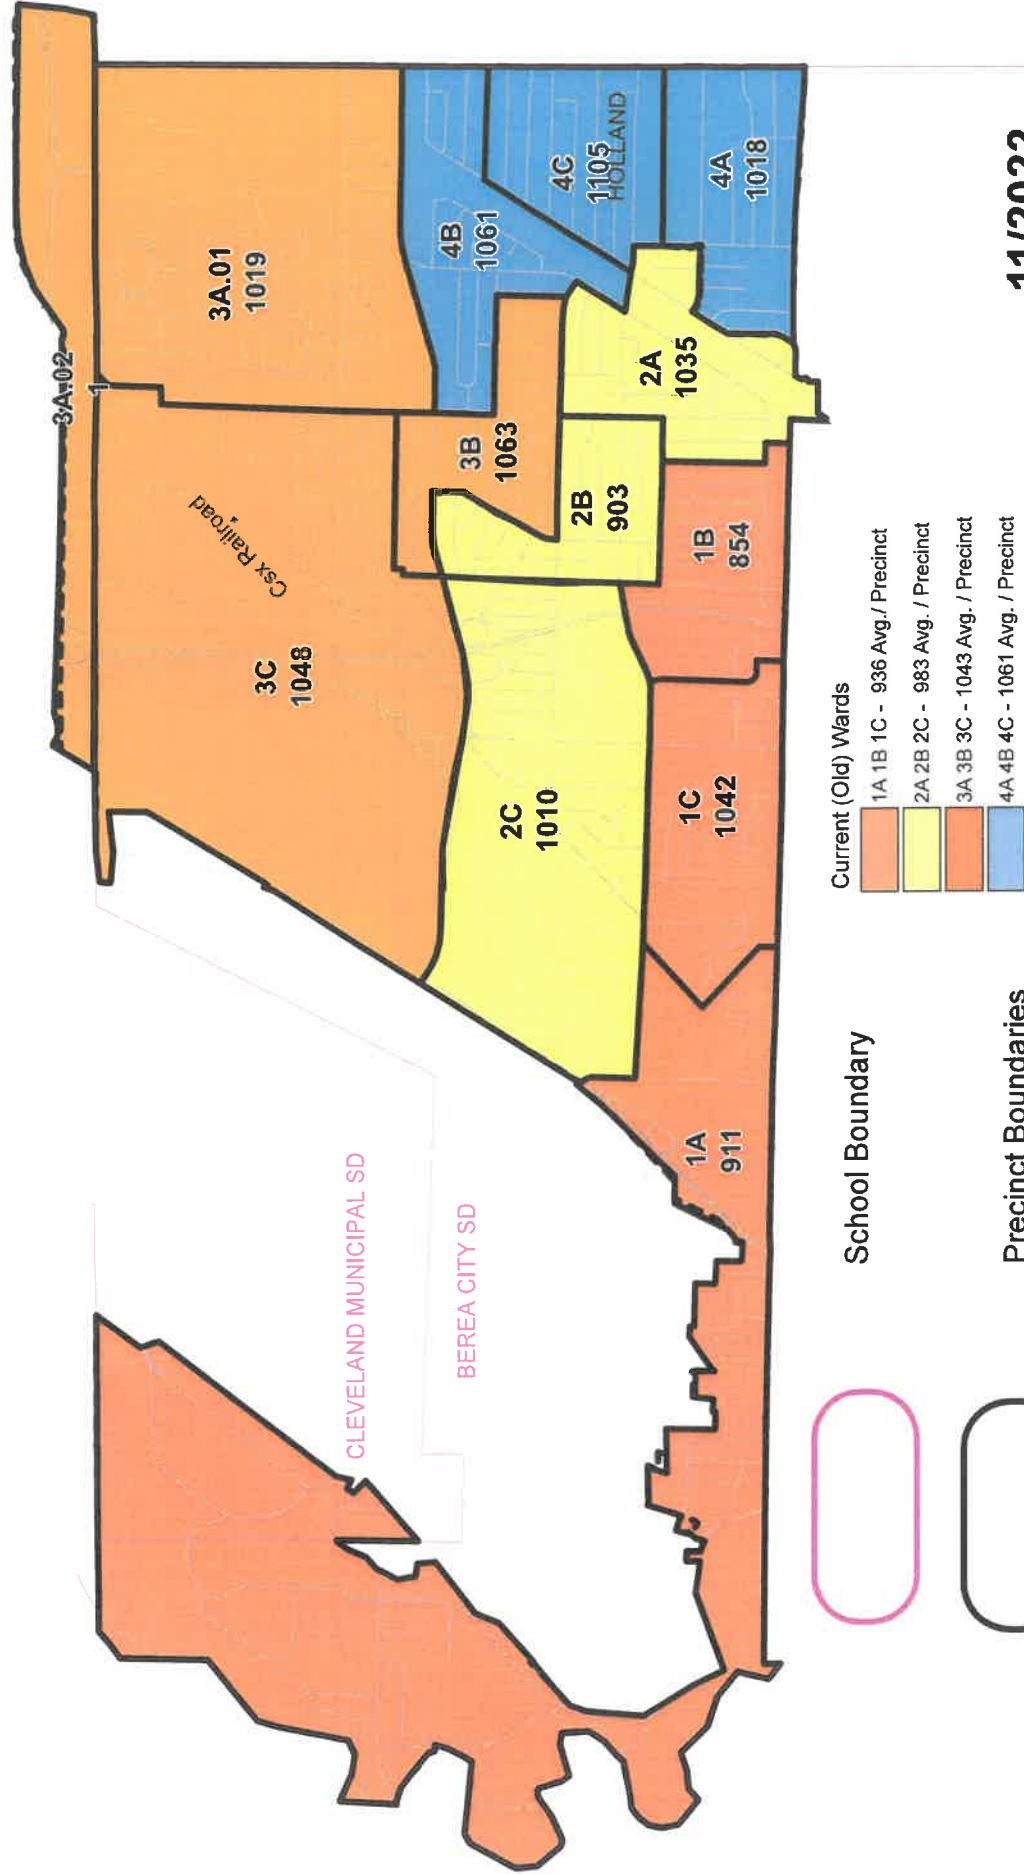 3A.02
1
3A.01
1019
4B
1061
4C
1105
HOLLAND
4A
1018
3C
1048
Csx Railroad
3B
1063
2A
1035
2B
903
1B
854
2C
1010
1C
1042
1A
911
CLEVELAND MUNICIPAL SD
BEREA CITY SD
School Boundary
Precinct Boundaries
Current (Old) Wards
1A 1B 1C - 936 Avg./ Precinct
2A 2B 2C - 983 Avg. / Precinct
3A 3B 3C - 1043 Avg. / Precinct
4A 4B 4C - 1061 Avg. / Precinct
11/2022